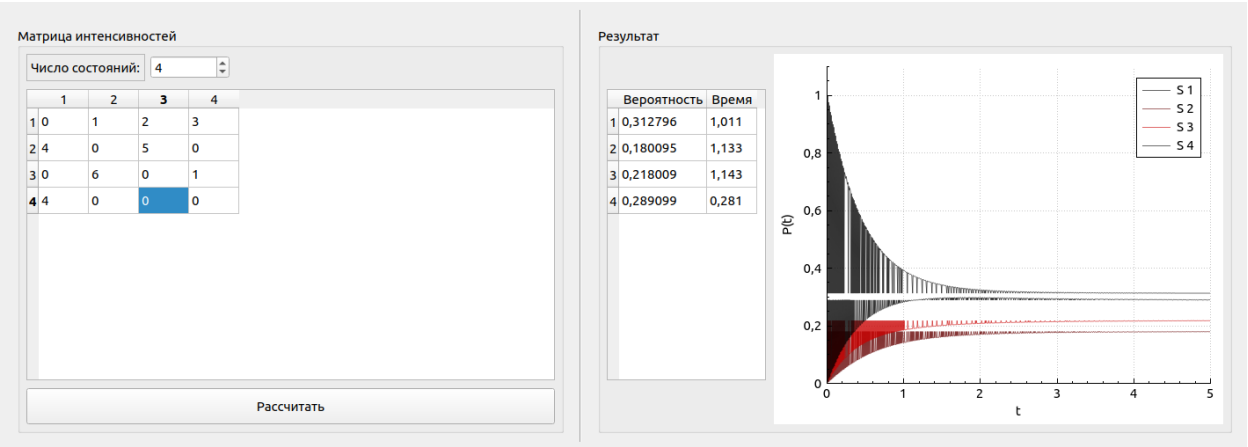 Матрица интенсивностей
Число состояний: 4
1 2 3 4
1 0 1 2 3
2 4 0 5 0
3 0 6 0 1
4 4 0 0 0
Рассчитать
Результат
Вероятность Время
1 0,312796 1,011
2 0,180095 1,133
3 0,218009 1,143
4 0,289099 0,281
S 1
S 2
S 3
S 4
P(t)
1
0,8
0,6
0,4
0,2
0
0 1 2 3 4 5
t